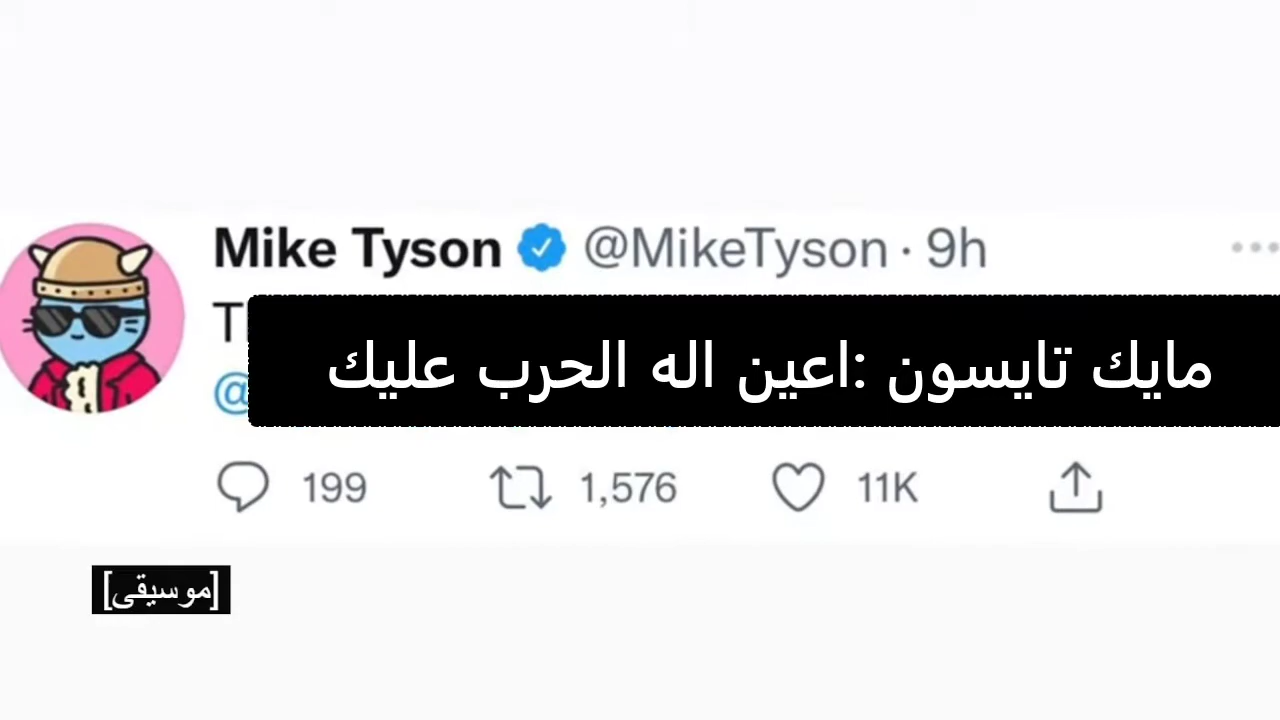 Mike Tyson @MikeTyson · 9h
مايك تايسون :اعين اله الحرب عليك
199 1,576 11K
[موسيقى]